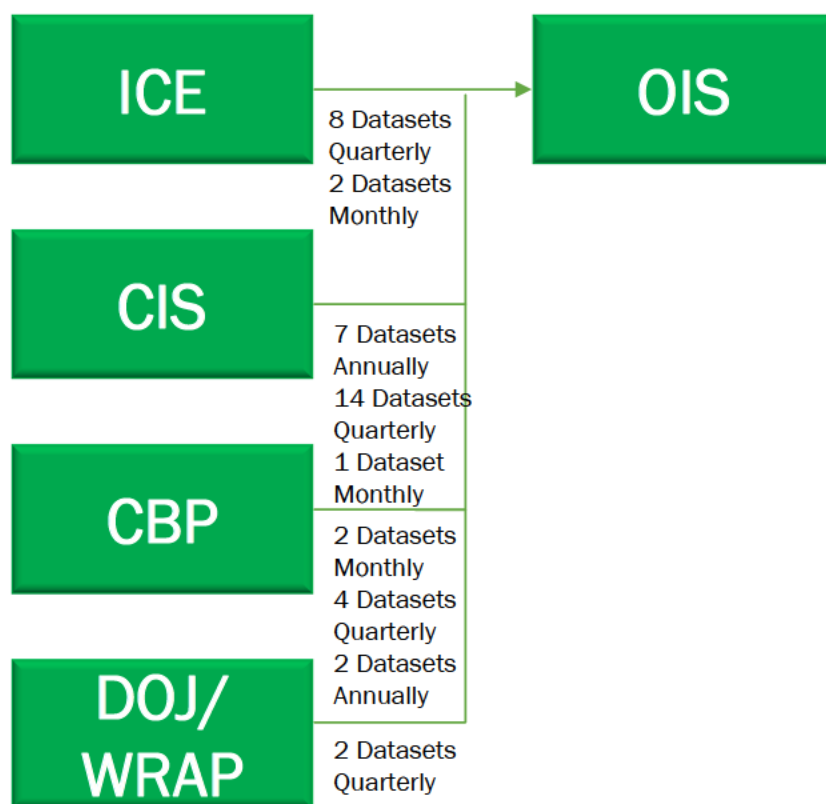 ICE
OIS
8 Datasets
Quarterly
2 Datasets
Monthly
CIS
7 Datasets
Annually
14 Datasets
Quarterly
1 Dataset
Monthly
CBP
2 Datasets
Monthly
4 Datasets
Quarterly
2 Datasets
Annually
DOJ/
WRAP
2 Datasets
Quarterly